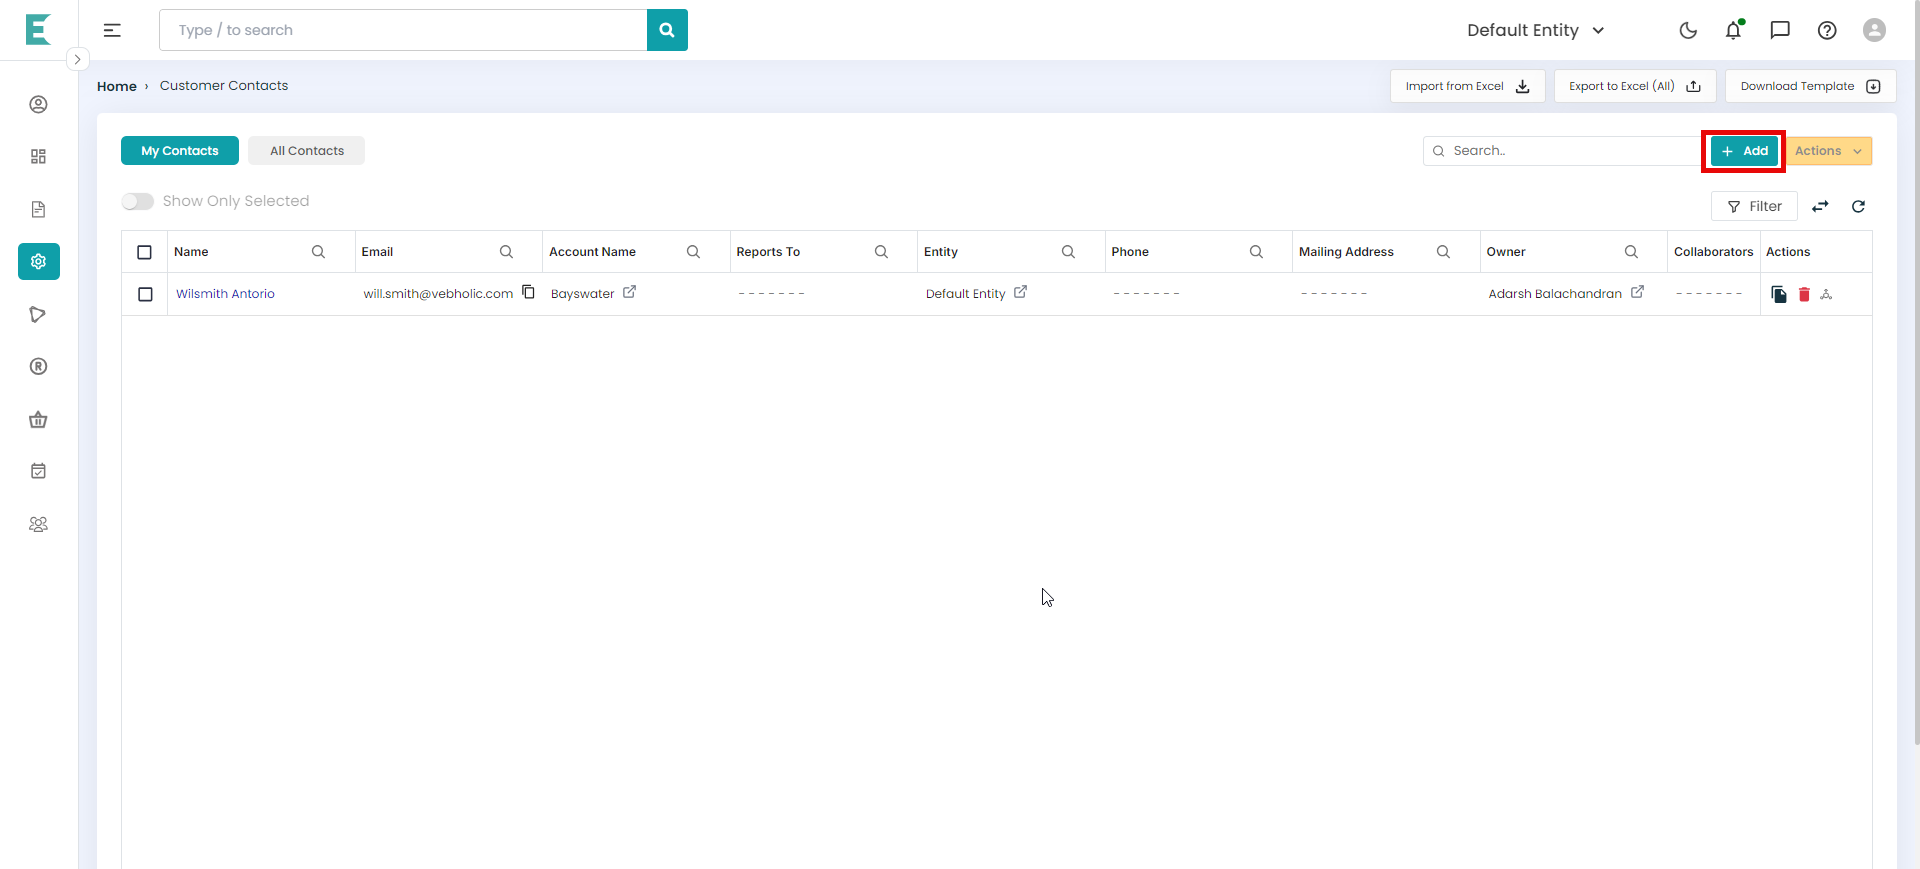 Type / to search
Default Entity
Home › Customer Contacts
Import from Excel
Export to Excel (All)
Download Template
My Contacts
All Contacts
Search..
+ Add
Actions
Show Only Selected
Filter
Name
Email
Account Name
Reports To
Entity
Phone
Mailing Address
Owner
Collaborators
Actions
Wilsmith Antorio
will.smith@vebholic.com
Bayswater
-------
Default Entity
-------
-------
Adarsh Balachandran
-------